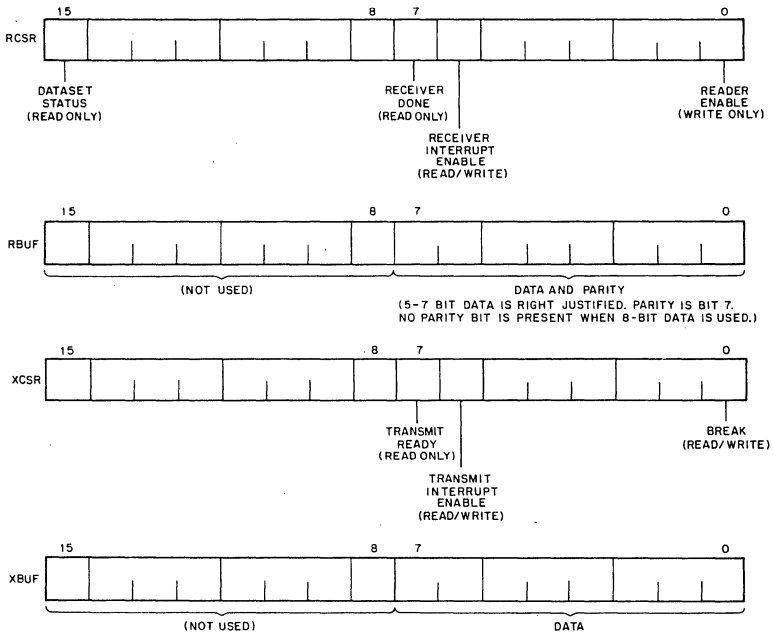 15 8 7 0
RCSR
DATASET
STATUS
(READ ONLY)
RECEIVER
DONE
(READ ONLY)
RECEIVER
INTERRUPT
ENABLE
(READ/WRITE)
READER
ENABLE
(WRITE ONLY)
15 8 7 0
RBUF
(NOT USED)
DATA AND PARITY
(5-7 BIT DATA IS RIGHT JUSTIFIED. PARITY IS BIT 7.
NO PARITY BIT IS PRESENT WHEN 8-BIT DATA IS USED.)
15 8 7 0
XCSR
TRANSMIT
READY
(READ ONLY)
TRANSMIT
INTERRUPT
ENABLE
(READ/WRITE)
BREAK
(READ/WRITE)
15 8 7 0
XBUF
(NOT USED)
DATA